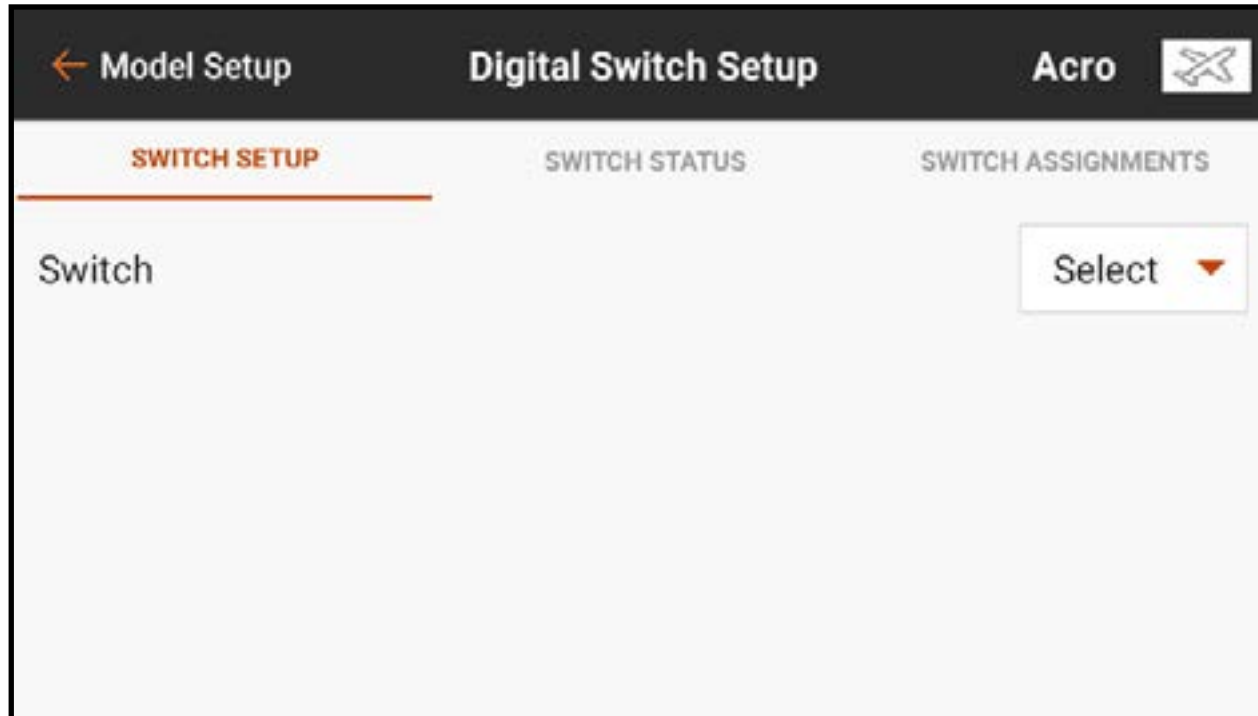 ← Model Setup Digital Switch Setup Acro
SWITCH SETUP SWITCH STATUS SWITCH ASSIGNMENTS
Switch Select